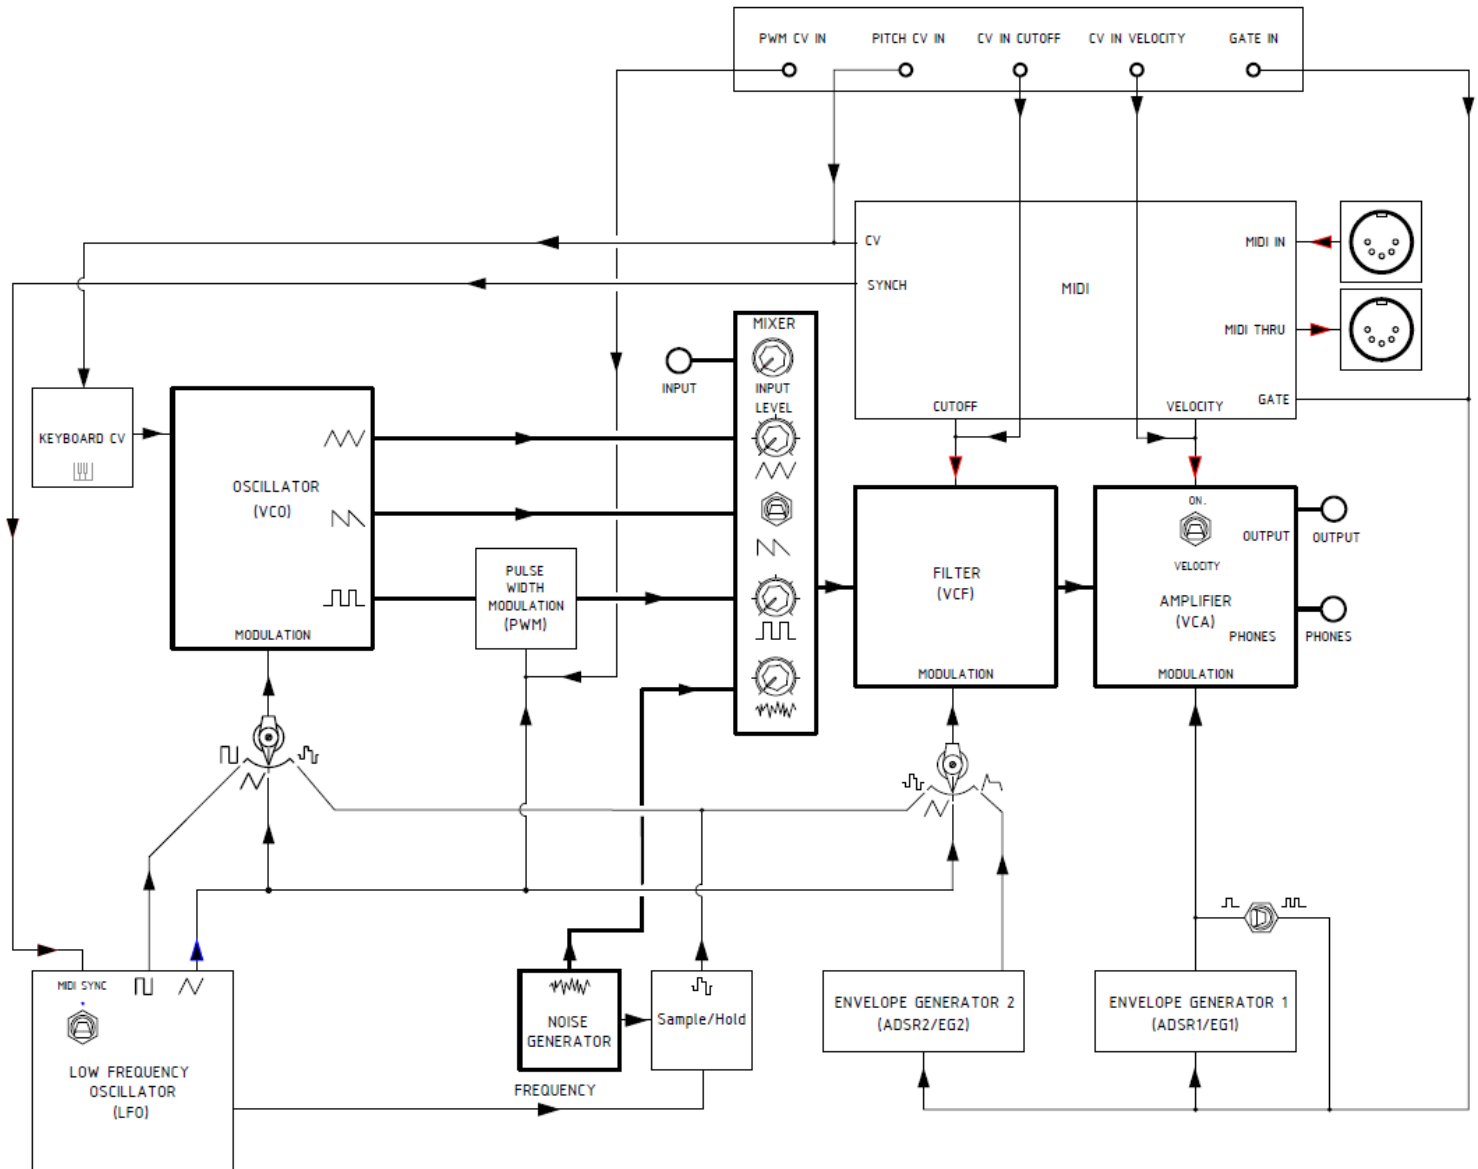 PWM CV IN
PITCH CV IN
CV IN CUTOFF
CV IN VELOCITY
GATE IN
CV
MIDI IN
SYNCH
MIDI
MIDI THRU
GATE
CUTOFF
VELOCITY
MIXER
INPUT
INPUT
LEVEL
KEYBOARD CV
OSCILLATOR
(VCO)
MODULATION
PULSE
WIDTH
MODULATION
(PWM)
FILTER
(VCF)
MODULATION
ON.
VELOCITY
OUTPUT
OUTPUT
AMPLIFIER
(VCA)
PHONES
PHONES
MODULATION
MIDI SYNC
LOW FREQUENCY
OSCILLATOR
(LFO)
NOISE
GENERATOR
Sample/Hold
FREQUENCY
ENVELOPE GENERATOR 2
(ADSR2/EG2)
ENVELOPE GENERATOR 1
(ADSR1/EG1)